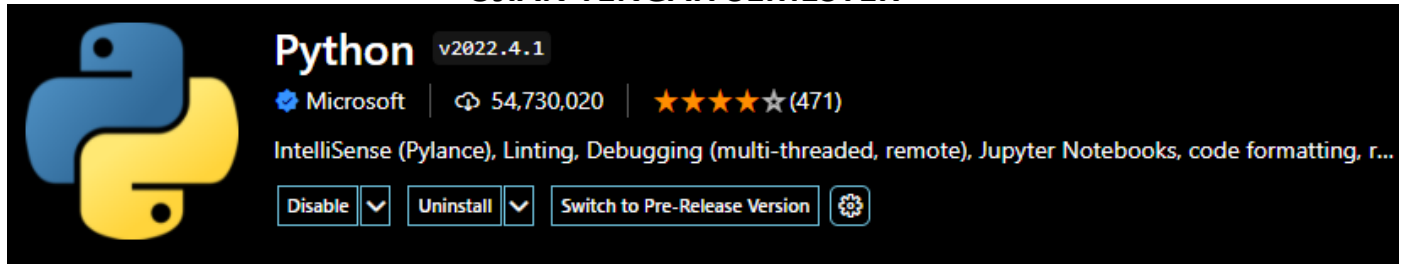 Python v2022.4.1
Microsoft 54,730,020 (471)
IntelliSense (Pylance), Linting, Debugging (multi-threaded, remote), Jupyter Notebooks, code formatting, r...
Disable Uninstall Switch to Pre-Release Version